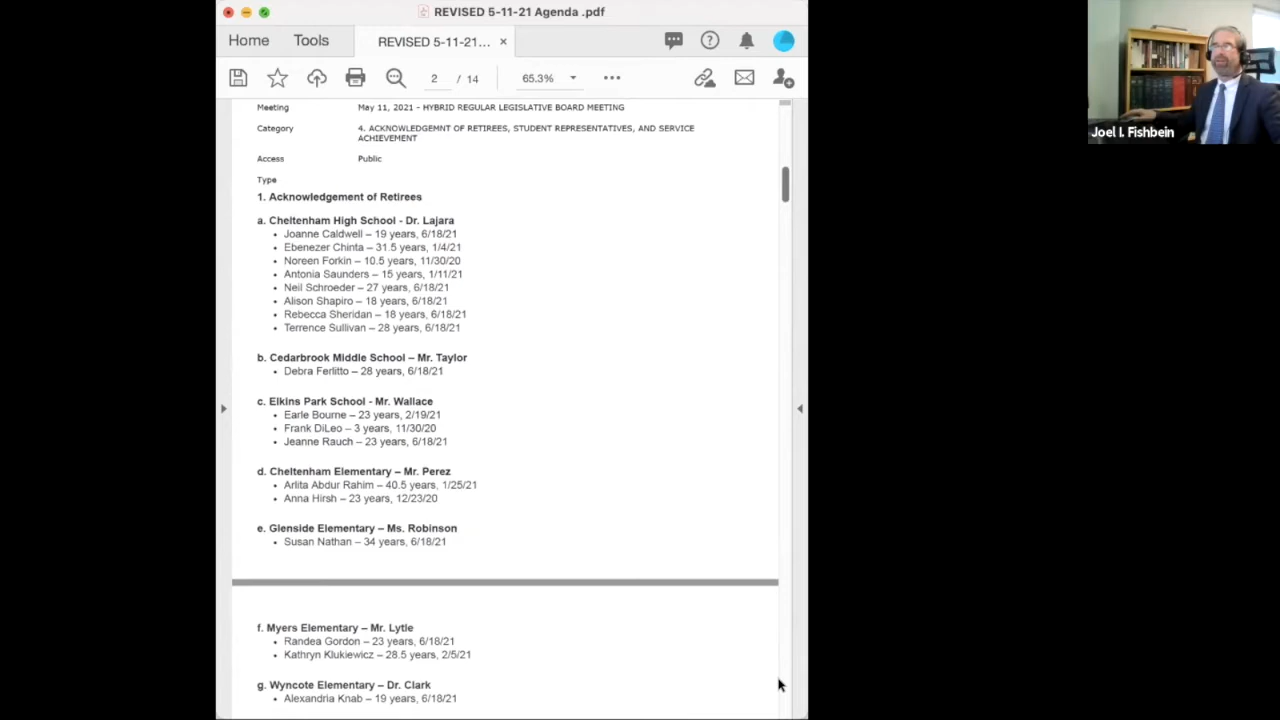 REVISED 5-11-21 Agenda .pdf
Home Tools REVISED 5-11-21... ×
2 / 14 65.3%
Joel I. Fishbein
Meeting May 11, 2021 - HYBRID REGULAR LEGISLATIVE BOARD MEETING
Category 4. ACKNOWLEDGEMNT OF RETIREES, STUDENT REPRESENTATIVES, AND SERVICE
ACHIEVEMENT
Access Public
Type
1. Acknowledgement of Retirees
a. Cheltenham High School - Dr. Lajara
• Joanne Caldwell – 19 years, 6/18/21
• Ebenezer Chinta – 31.5 years, 1/4/21
• Noreen Forkin – 10.5 years, 11/30/20
• Antonia Saunders – 15 years, 1/11/21
• Neil Schroeder – 27 years, 6/18/21
• Alison Shapiro – 18 years, 6/18/21
• Rebecca Sheridan – 18 years, 6/18/21
• Terrence Sullivan – 28 years, 6/18/21
b. Cedarbrook Middle School – Mr. Taylor
• Debra Ferlitto – 28 years, 6/18/21
c. Elkins Park School - Mr. Wallace
• Earle Bourne – 23 years, 2/19/21
• Frank DiLeo – 3 years, 11/30/20
• Jeanne Rauch – 23 years, 6/18/21
d. Cheltenham Elementary – Mr. Perez
• Arlita Abdur Rahim – 40.5 years, 1/25/21
• Anna Hirsh – 23 years, 12/23/20
e. Glenside Elementary – Ms. Robinson
• Susan Nathan – 34 years, 6/18/21
f. Myers Elementary – Mr. Lytle
• Randea Gordon – 23 years, 6/18/21
• Kathryn Klukiewicz – 28.5 years, 2/5/21
g. Wyncote Elementary – Dr. Clark
• Alexandria Knab – 19 years, 6/18/21